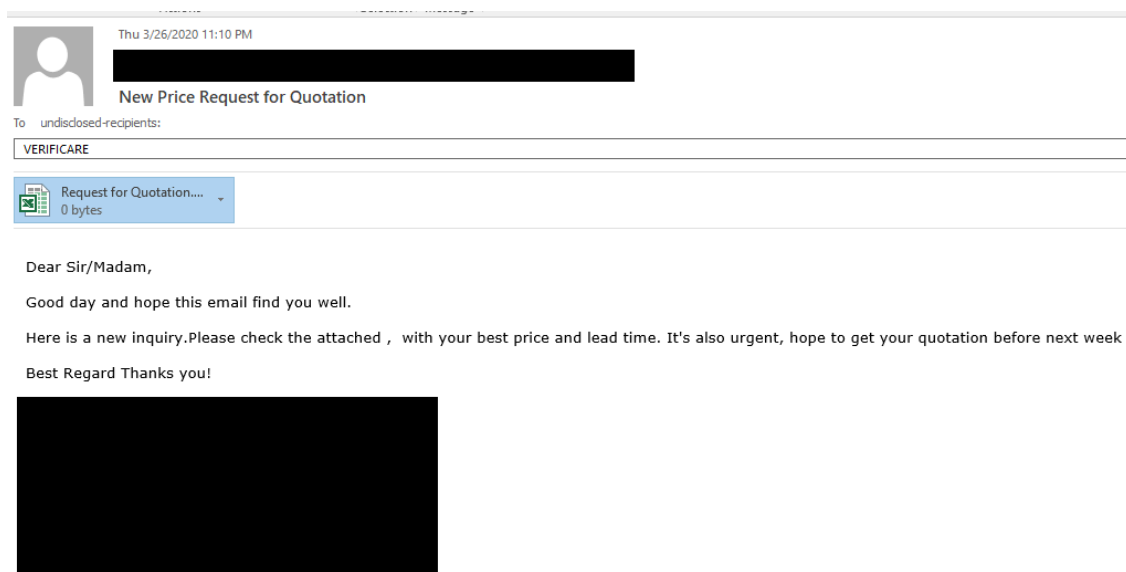 Thu 3/26/2020 11:10 PM
New Price Request for Quotation
To undisclosed-recipients:
VERIFICARE
Request for Quotation....
0 bytes
Dear Sir/Madam,
Good day and hope this email find you well.
Here is a new inquiry.Please check the attached , with your best price and lead time. It's also urgent, hope to get your quotation before next week
Best Regard Thanks you!